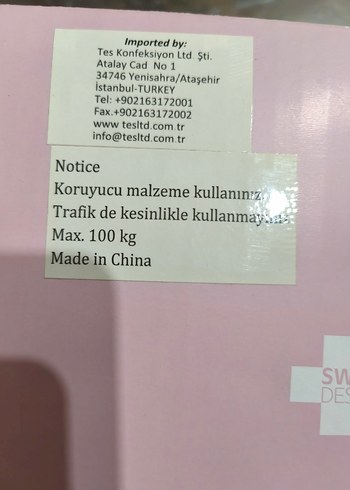 Imported by:
Tes Konfeksiyon Ltd. Şti.
Atalay Cad No 1
34746 Yenisahra/Ataşehir
İstanbul-TURKEY
Tel: +902163172001
Fax.+902163172002
www.tesltd.com.tr
info@tesltd.com.tr
Notice
Koruyucu malzeme kullanınız
Trafik de kesinlikle
Max. 100 kg
Made in China